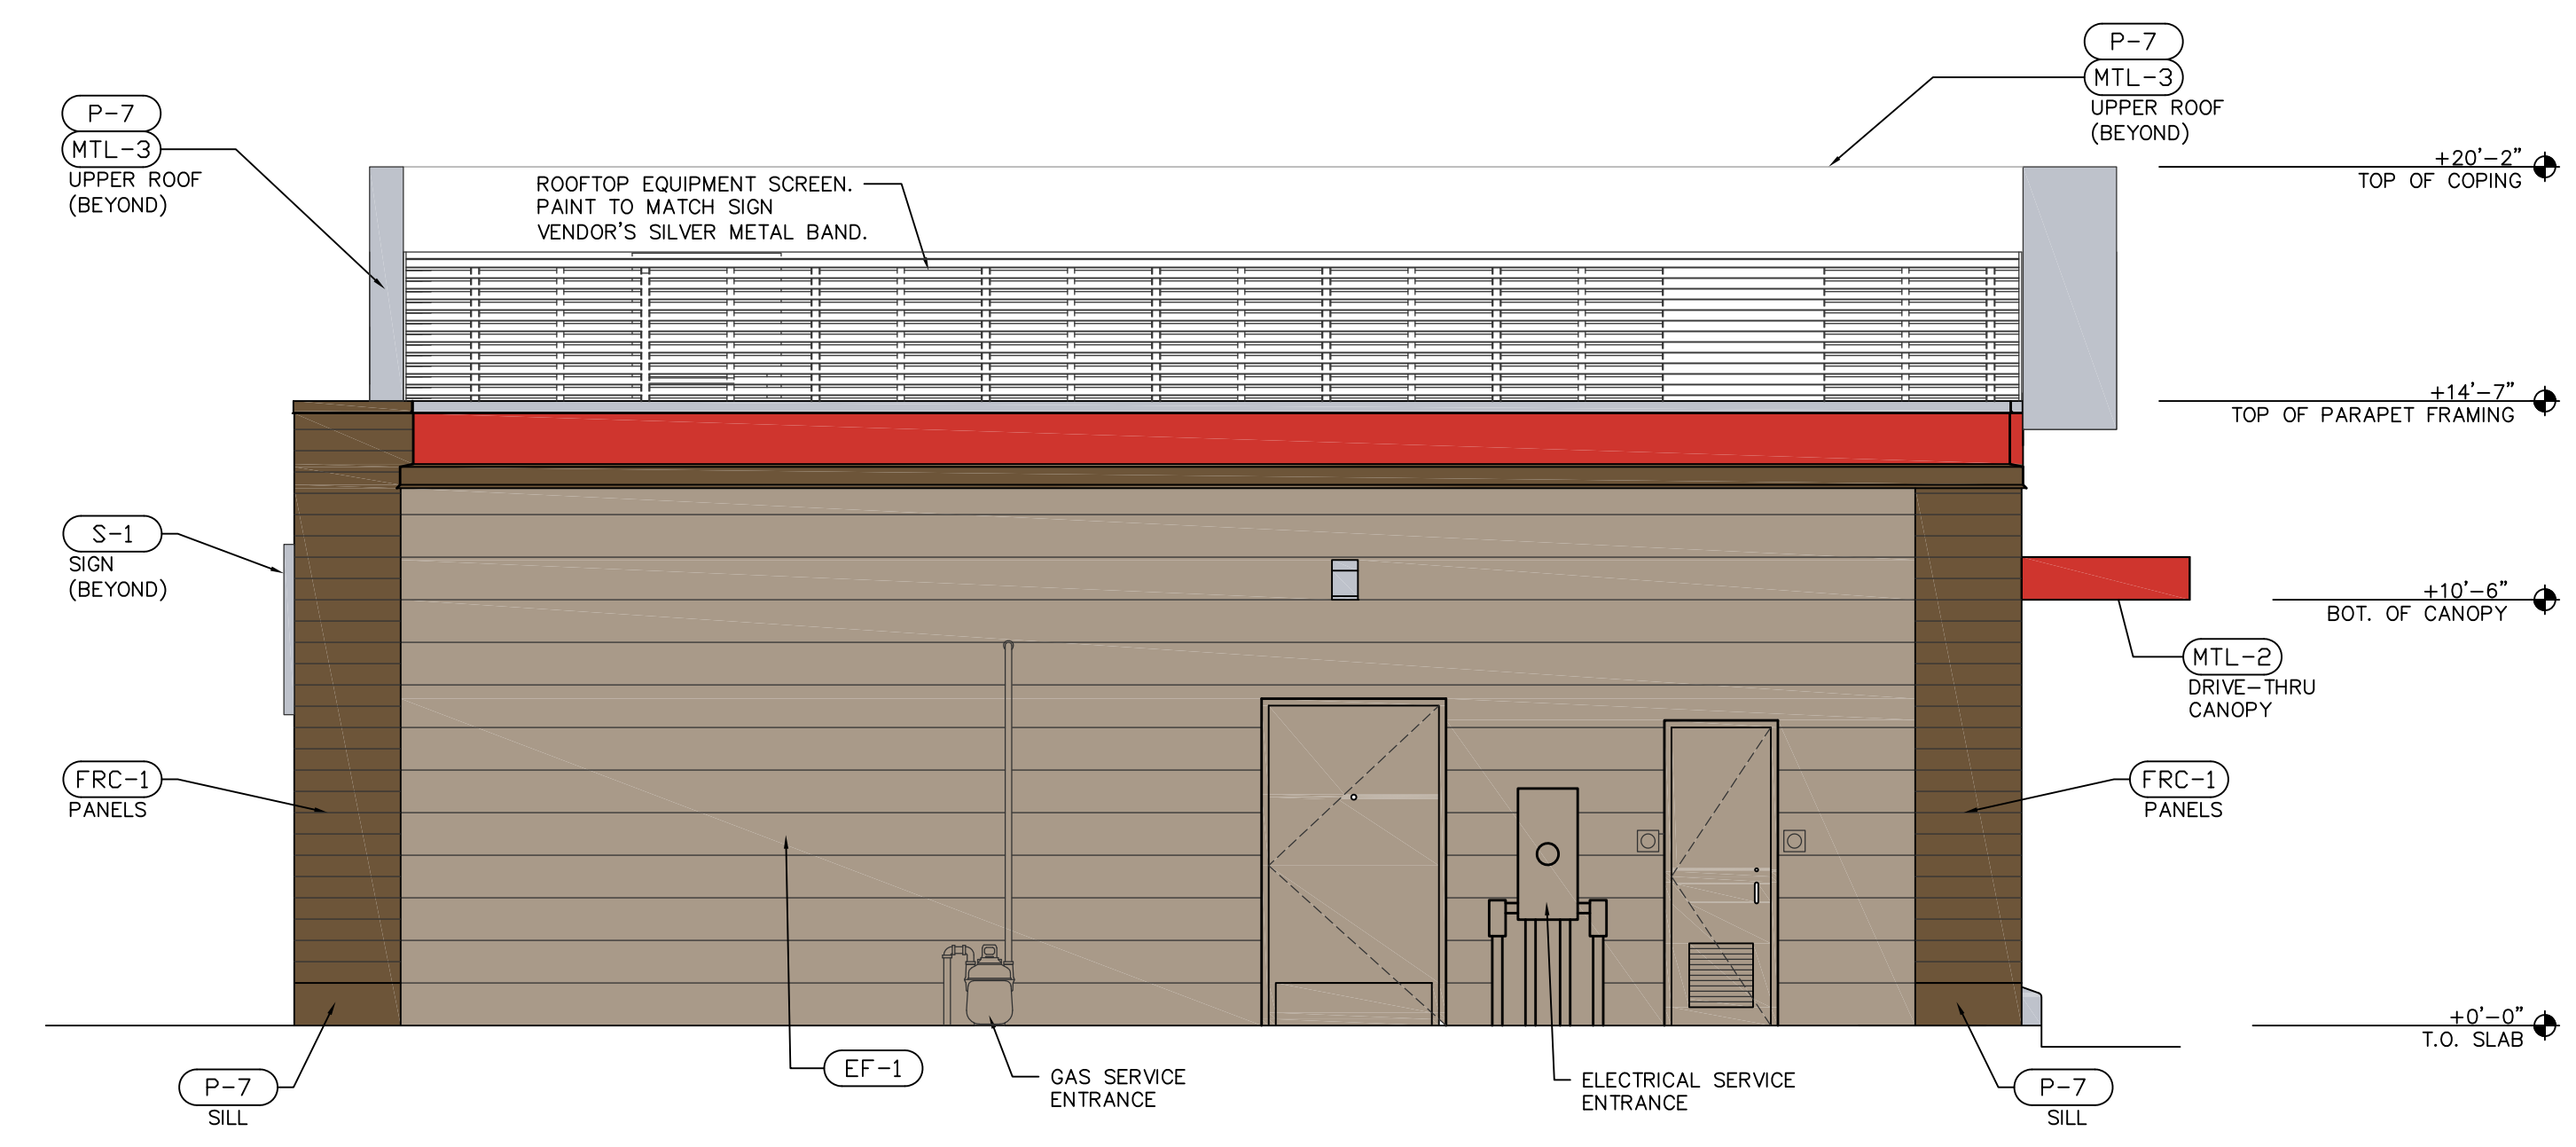 P-7
MTL-3
UPPER ROOF
(BEYOND)
P-7
MTL-3
UPPER ROOF
(BEYOND)
+20'-2"
TOP OF COPING
ROOFTOP EQUIPMENT SCREEN.
PAINT TO MATCH SIGN
VENDOR'S SILVER METAL BAND.
+14'-7"
TOP OF PARAPET FRAMING
S-1
SIGN
(BEYOND)
+10'-6"
BOT. OF CANOPY
MTL-2
DRIVE-THRU
CANOPY
FRC-1
PANELS
FRC-1
PANELS
+0'-0"
T.O. SLAB
P-7
SILL
EF-1
GAS SERVICE
ENTRANCE
ELECTRICAL SERVICE
ENTRANCE
P-7
SILL